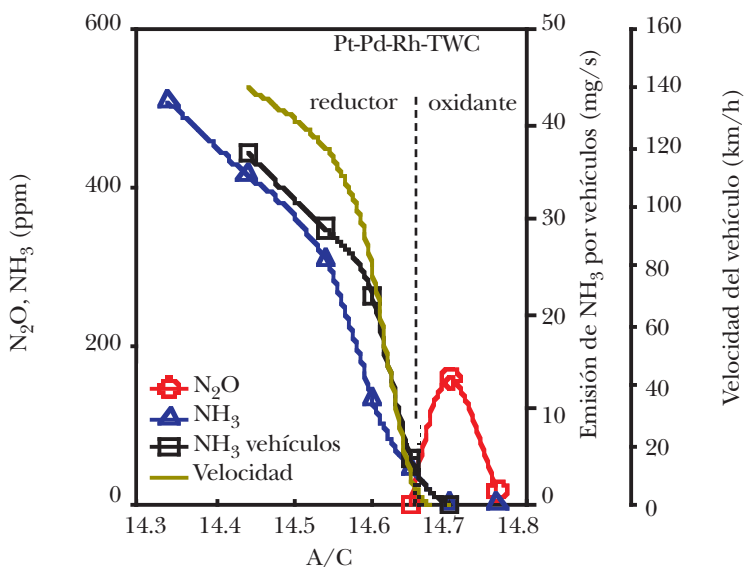 Pt-Pd-Rh-TWC
reductor
oxidante
600
400
200
0
N₂O, NH₃ (ppm)
N₂O
NH₃
NH₃ vehículos
Velocidad
14.3
14.4
14.5
14.6
14.7
14.8
A/C
50
40
30
20
10
0
Emisión de NH₃ por vehículos (mg/s)
160
140
120
100
80
60
40
20
0
Velocidad del vehículo (km/h)